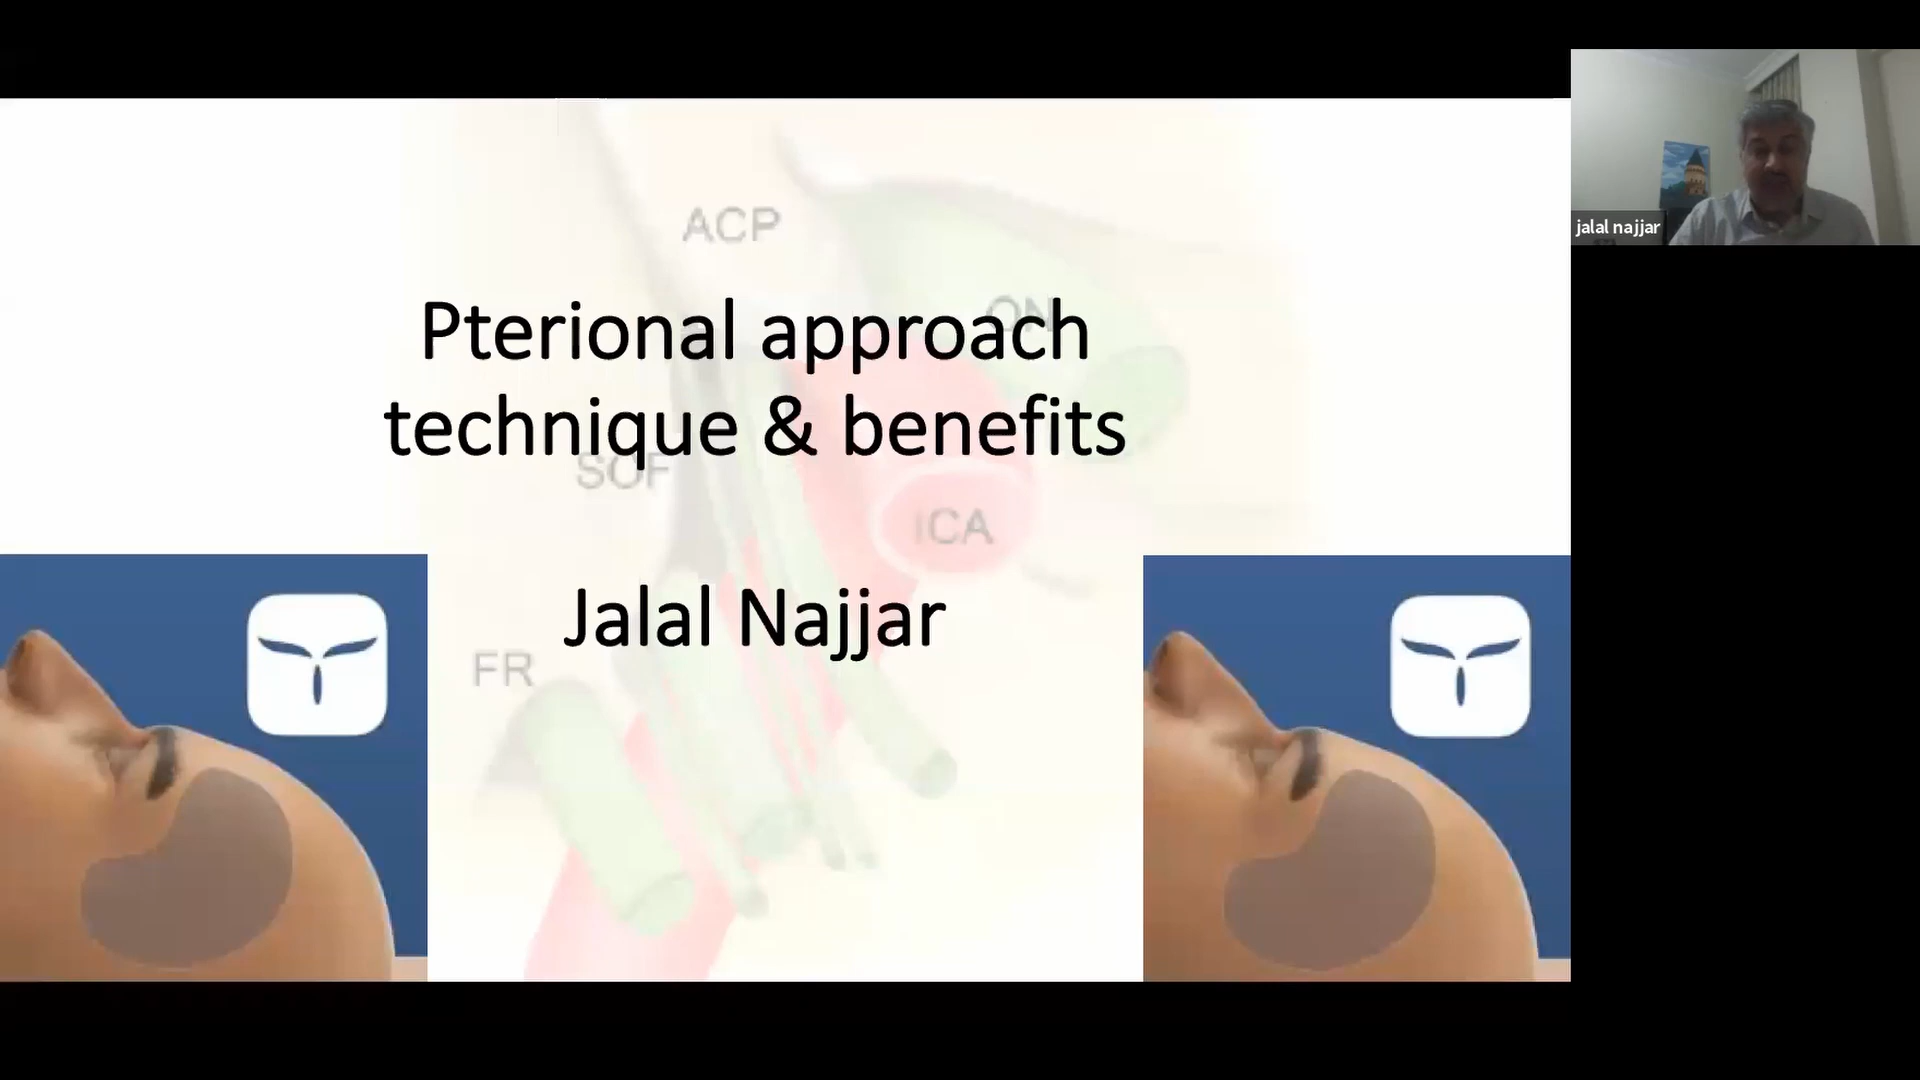 ACP
ON
Pterional approach
technique & benefits
SOF
ICA
Jalal Najjar
FR
jalal najjar